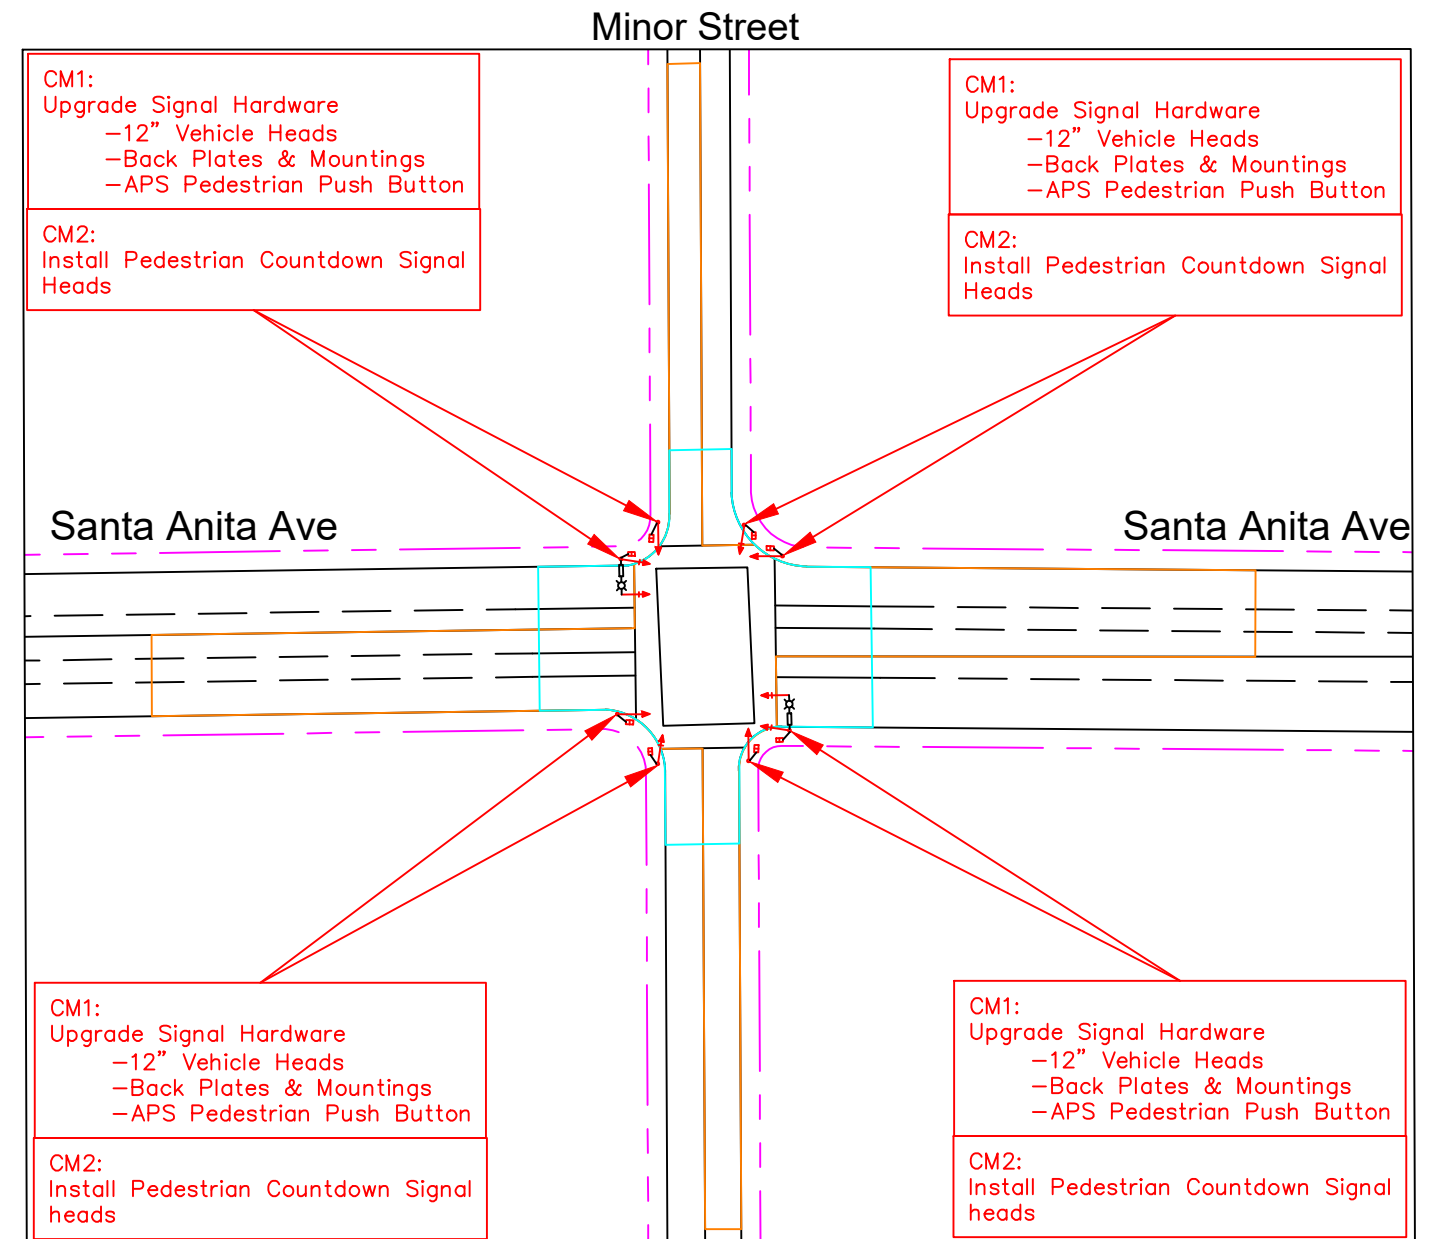 Minor Street
CM1:
Upgrade Signal Hardware
-12" Vehicle Heads
-Back Plates & Mountings
-APS Pedestrian Push Button
CM2:
Install Pedestrian Countdown Signal
Heads
CM1:
Upgrade Signal Hardware
-12" Vehicle Heads
-Back Plates & Mountings
-APS Pedestrian Push Button
CM2:
Install Pedestrian Countdown Signal
Heads
Santa Anita Ave
Santa Anita Ave
CM1:
Upgrade Signal Hardware
-12" Vehicle Heads
-Back Plates & Mountings
-APS Pedestrian Push Button
CM2:
Install Pedestrian Countdown Signal
heads
CM1:
Upgrade Signal Hardware
-12" Vehicle Heads
-Back Plates & Mountings
-APS Pedestrian Push Button
CM2:
Install Pedestrian Countdown Signal
heads